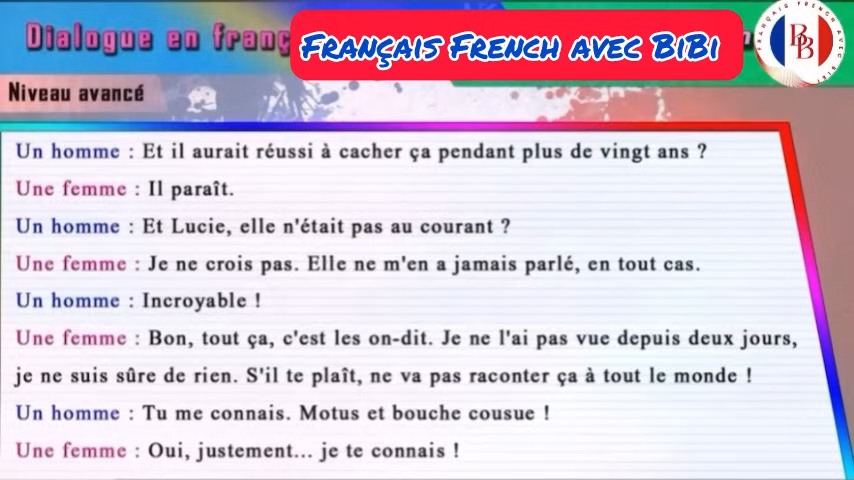 Dialogue en franç
Français French avec BiBi
FRANÇAIS FRENCH AVEC BIBI
BB
Niveau avancé
Un homme : Et il aurait réussi à cacher ça pendant plus de vingt ans ?
Une femme : Il paraît.
Un homme : Et Lucie, elle n'était pas au courant ?
Une femme : Je ne crois pas. Elle ne m'en a jamais parlé, en tout cas.
Un homme : Incroyable !
Une femme : Bon, tout ça, c'est les on-dit. Je ne l'ai pas vue depuis deux jours,
je ne suis sûre de rien. S'il te plaît, ne va pas raconter ça à tout le monde !
Un homme : Tu me connais. Motus et bouche cousue !
Une femme : Oui, justement... je te connais !